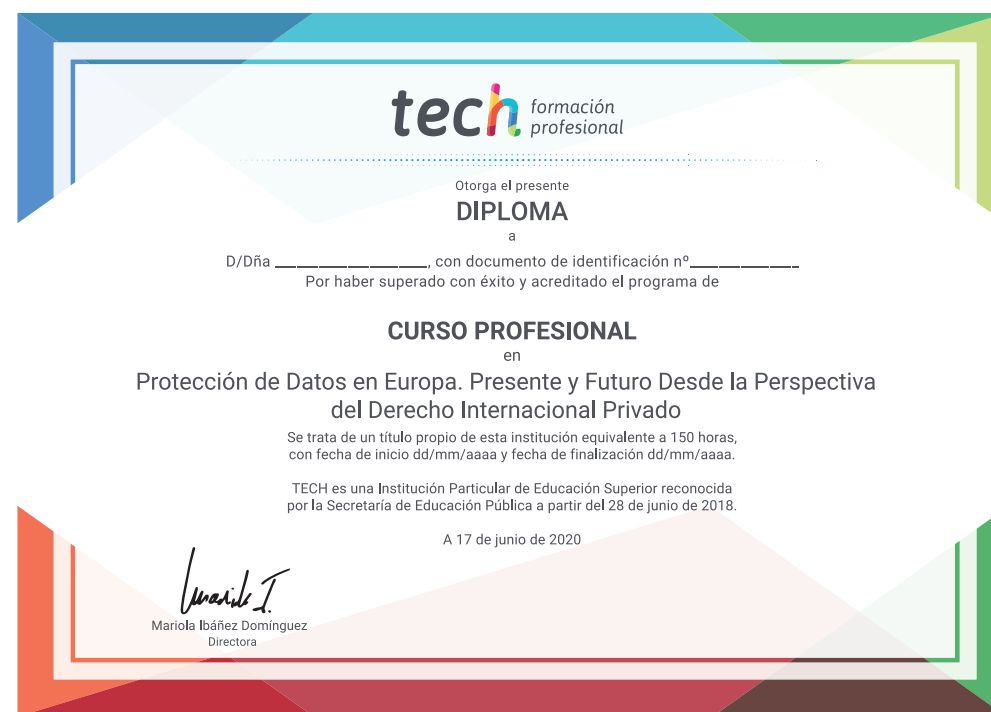 tech formación
profesional
Otorga el presente
DIPLOMA
a
D/Dña ____________________, con documento de identificación nº______________
Por haber superado con éxito y acreditado el programa de
CURSO PROFESIONAL
en
Protección de Datos en Europa. Presente y Futuro Desde la Perspectiva
del Derecho Internacional Privado
Se trata de un título propio de esta institución equivalente a 150 horas,
con fecha de inicio dd/mm/aaaa y fecha de finalización dd/mm/aaaa.
TECH es una Institución Particular de Educación Superior reconocida
por la Secretaría de Educación Pública a partir del 28 de junio de 2018.
A 17 de junio de 2020
Mariola I.
Mariola Ibáñez Domínguez
Directora